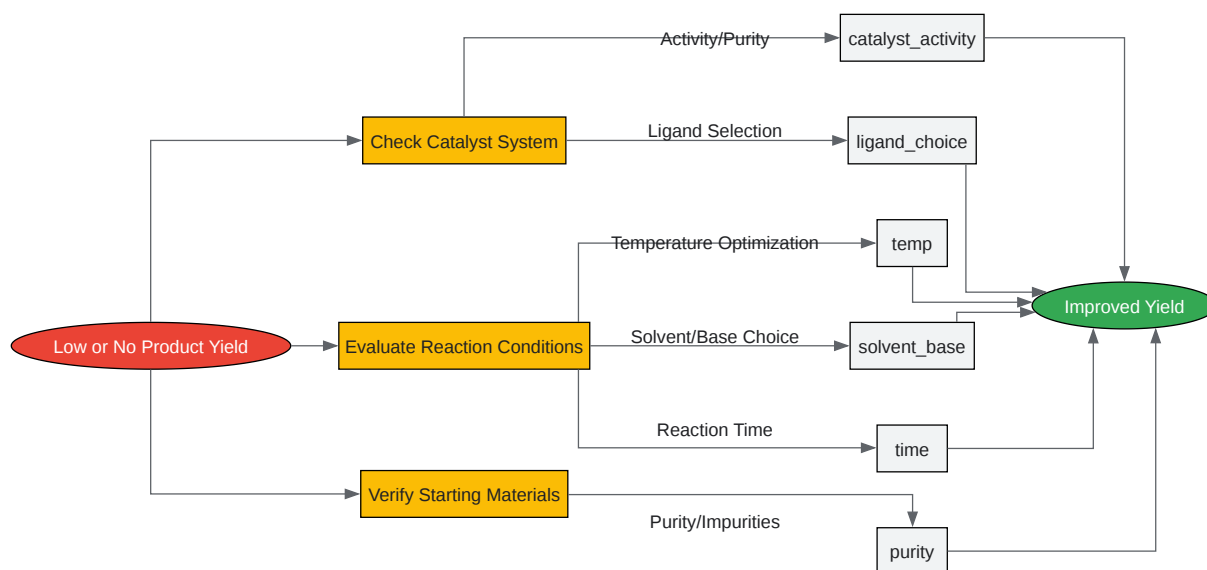 Activity/Purity
catalyst_activity
Check Catalyst System
Ligand Selection
ligand_choice
Temperature Optimization
temp
Improved Yield
Low or No Product Yield
Evaluate Reaction Conditions
Solvent/Base Choice
solvent_base
Reaction Time
time
Verify Starting Materials
Purity/Impurities
purity